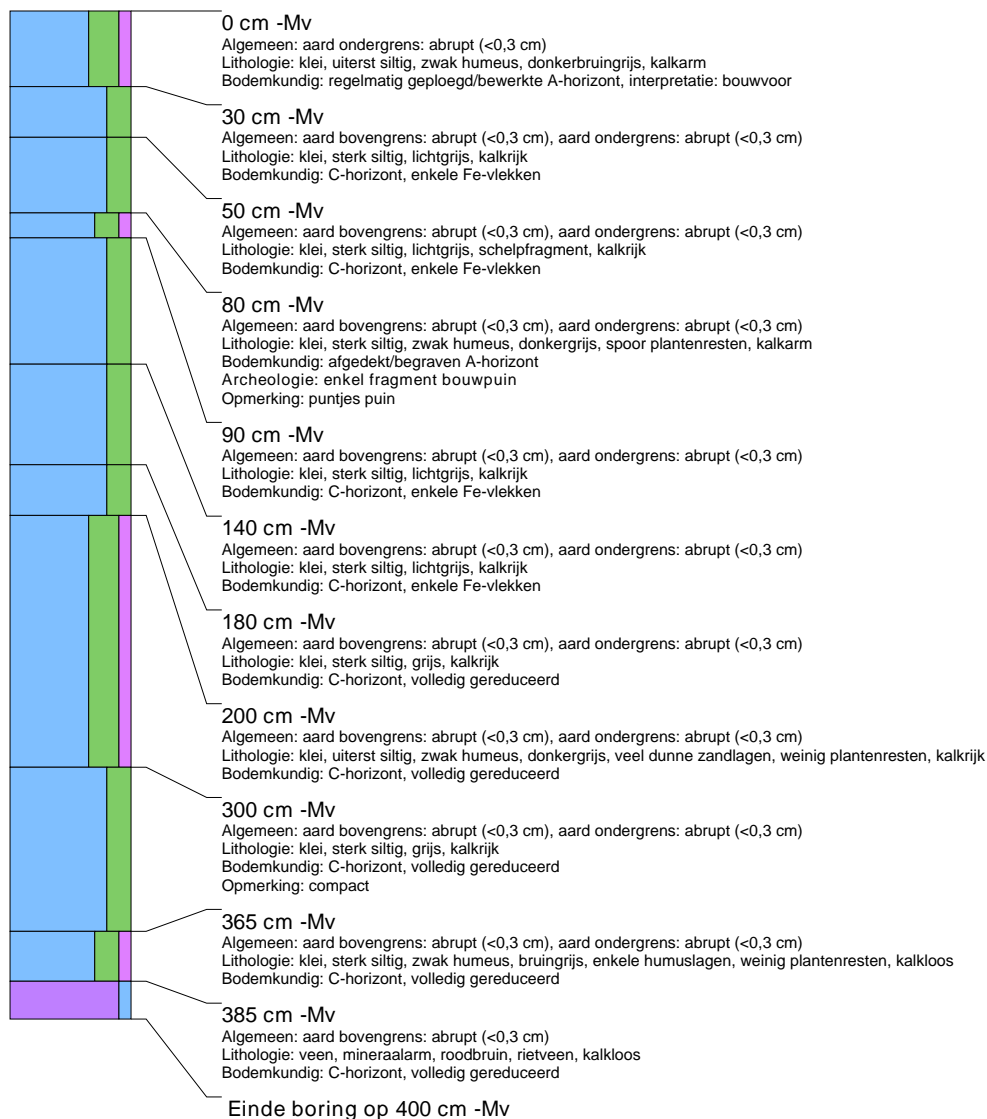 0 cm -Mv
Algemeen: aard ondergrens: abrupt (<0,3 cm)
Lithologie: klei, uiterst siltig, zwak humeus, donkerbruingrijs, kalkarm
Bodemkundig: regelmatig geploegd/bewerkte A-horizont, interpretatie: bouwvoor
30 cm -Mv
Algemeen: aard bovengrens: abrupt (<0,3 cm), aard ondergrens: abrupt (<0,3 cm)
Lithologie: klei, sterk siltig, lichtgrijs, kalkrijk
Bodemkundig: C-horizont, enkele Fe-vlekken
50 cm -Mv
Algemeen: aard bovengrens: abrupt (<0,3 cm), aard ondergrens: abrupt (<0,3 cm)
Lithologie: klei, sterk siltig, lichtgrijs, schelpfragment, kalkrijk
Bodemkundig: C-horizont, enkele Fe-vlekken
80 cm -Mv
Algemeen: aard bovengrens: abrupt (<0,3 cm), aard ondergrens: abrupt (<0,3 cm)
Lithologie: klei, sterk siltig, zwak humeus, donkergrijs, spoor plantenresten, kalkarm
Bodemkundig: afgedekt/begraven A-horizont
Archeologie: enkel fragment bouwpuin
Opmerking: puntjes puin
90 cm -Mv
Algemeen: aard bovengrens: abrupt (<0,3 cm), aard ondergrens: abrupt (<0,3 cm)
Lithologie: klei, sterk siltig, lichtgrijs, kalkrijk
Bodemkundig: C-horizont, enkele Fe-vlekken
140 cm -Mv
Algemeen: aard bovengrens: abrupt (<0,3 cm), aard ondergrens: abrupt (<0,3 cm)
Lithologie: klei, sterk siltig, lichtgrijs, kalkrijk
Bodemkundig: C-horizont, enkele Fe-vlekken
180 cm -Mv
Algemeen: aard bovengrens: abrupt (<0,3 cm), aard ondergrens: abrupt (<0,3 cm)
Lithologie: klei, sterk siltig, grijs, kalkrijk
Bodemkundig: C-horizont, volledig gereduceerd
200 cm -Mv
Algemeen: aard bovengrens: abrupt (<0,3 cm), aard ondergrens: abrupt (<0,3 cm)
Lithologie: klei, uiterst siltig, zwak humeus, donkergrijs, veel dunne zandlagen, weinig plantenresten, kalkrijk
Bodemkundig: C-horizont, volledig gereduceerd
300 cm -Mv
Algemeen: aard bovengrens: abrupt (<0,3 cm), aard ondergrens: abrupt (<0,3 cm)
Lithologie: klei, sterk siltig, grijs, kalkrijk
Bodemkundig: C-horizont, volledig gereduceerd
Opmerking: compact
365 cm -Mv
Algemeen: aard bovengrens: abrupt (<0,3 cm), aard ondergrens: abrupt (<0,3 cm)
Lithologie: klei, sterk siltig, zwak humeus, bruingrijs, enkele humuslagen, weinig plantenresten, kalkloos
Bodemkundig: C-horizont, volledig gereduceerd
385 cm -Mv
Algemeen: aard bovengrens: abrupt (<0,3 cm)
Lithologie: veen, mineraalarm, roodbruin, rietveen, kalkloos
Bodemkundig: C-horizont, volledig gereduceerd
Einde boring op 400 cm -Mv